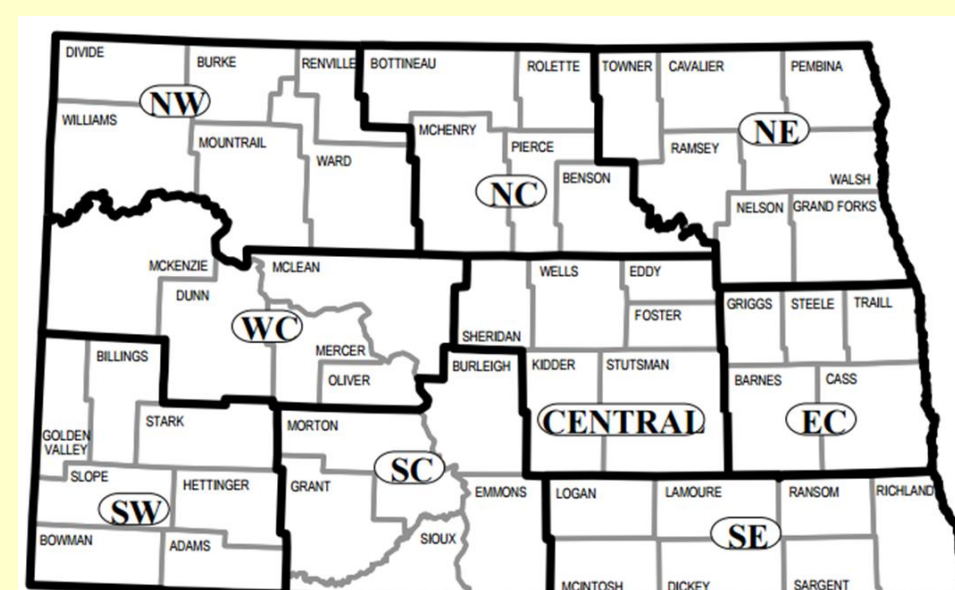 DIVIDE
BURKE
RENVILLE
BOTTINEAU
ROLETTE
TOWNER
CAVALIER
PEMBINA
NW
WILLIAMS
MOUNTRAIL
WARD
MCHENRY
PIERCE
BENSON
NC
RAMSEY
NE
WALSH
NELSON
GRAND FORKS
MCKENZIE
DUNN
MCLEAN
WC
MERCER
OLIVER
SHERIDAN
WELLS
EDDY
FOSTER
GRIGGS
STEELE
TRAILL
BILLINGS
GOLDEN
VALLEY
STARK
BURLEIGH
KIDDER
STUTSMAN
CENTRAL
BARNES
CASS
EC
SLOPE
HETTINGER
SW
BOWMAN
ADAMS
MORTON
GRANT
SC
SIOUX
EMMONS
LOGAN
LAMOURE
RANSOM
RICHLAND
SE
MCINTOSH
DICKEY
SARGENT